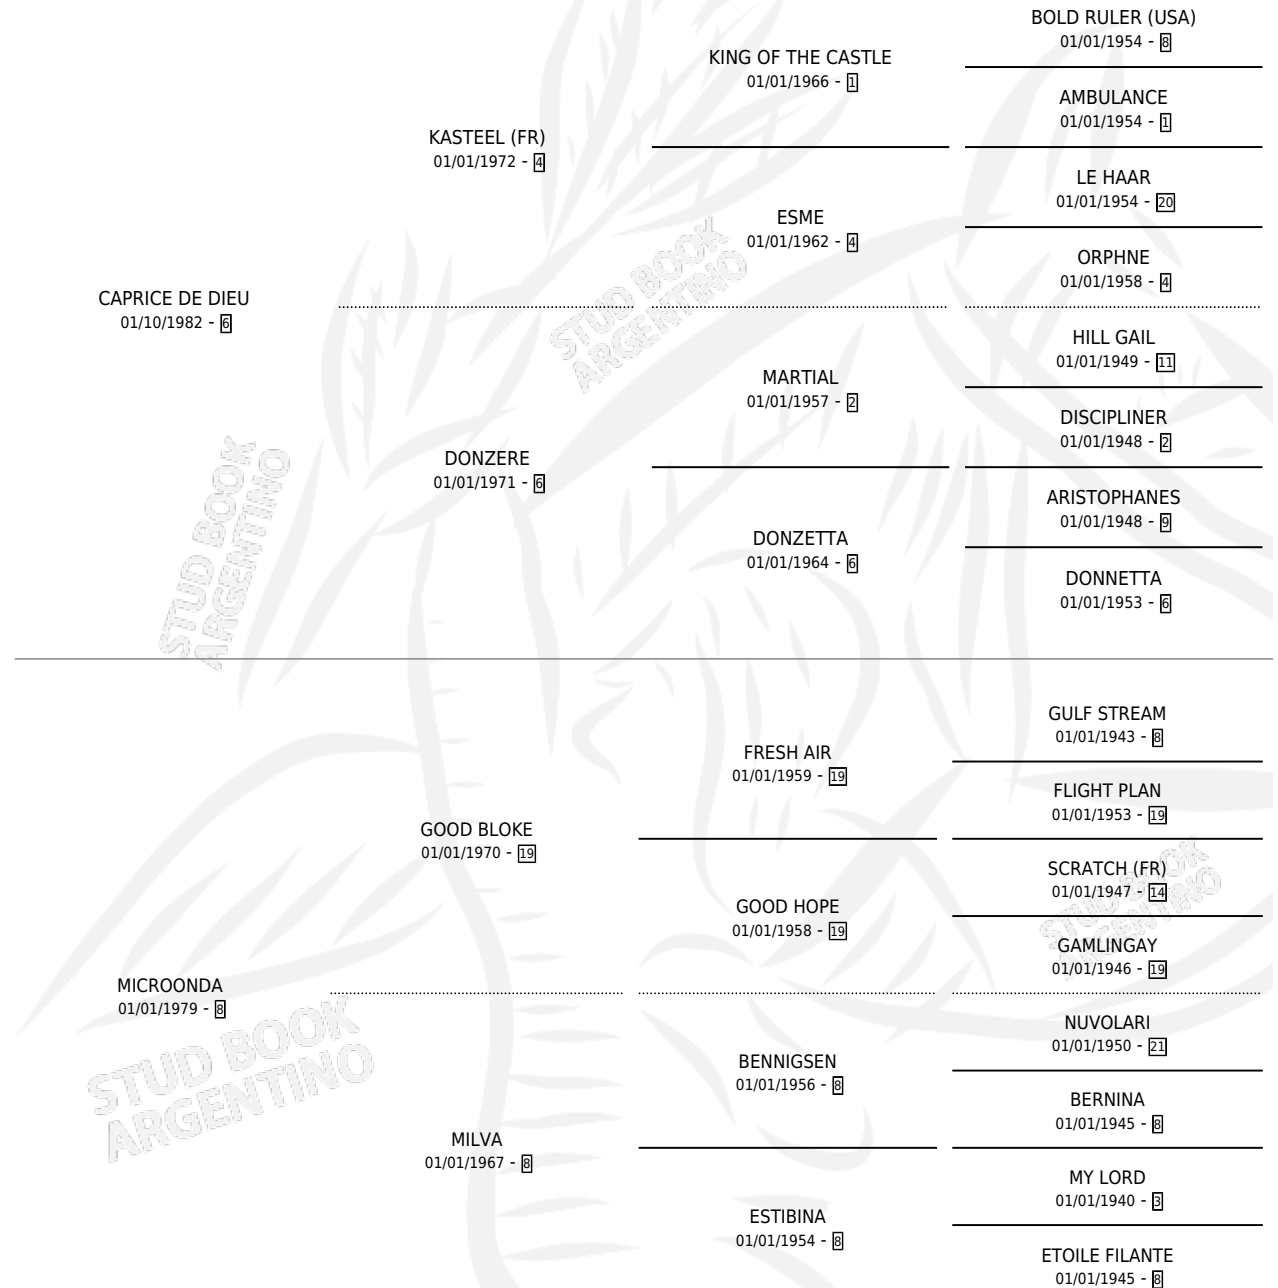 BOLD RULER (USA)
01/01/1954 - 8
KING OF THE CASTLE
01/01/1966 - 1
AMBULANCE
01/01/1954 - 1
KASTEEL (FR)
01/01/1972 - 4
LE HAAR
01/01/1954 - 20
ESME
01/01/1962 - 4
ORPHNE
01/01/1958 - 4
CAPRICE DE DIEU
01/10/1982 - 6
HILL GAIL
01/01/1949 - 11
MARTIAL
01/01/1957 - 2
DISCIPLINER
01/01/1948 - 2
DONZERE
01/01/1971 - 6
ARISTOPHANES
01/01/1948 - 9
DONZETTA
01/01/1964 - 6
DONNETTA
01/01/1953 - 6
STUD BOOK
ARGENTINO
STUD BOOK
ARGENTINO
GULF STREAM
01/01/1943 - 8
FRESH AIR
01/01/1959 - 19
FLIGHT PLAN
01/01/1953 - 19
GOOD BLOKE
01/01/1970 - 19
SCRATCH (FR)
01/01/1947 - 14
GOOD HOPE
01/01/1958 - 19
GAMLINGAY
01/01/1946 - 19
MICROONDA
01/01/1979 - 8
NUVOLARI
01/01/1950 - 21
BENNIGSEN
01/01/1956 - 8
BERNINA
01/01/1945 - 8
MILVA
01/01/1967 - 8
MY LORD
01/01/1940 - 3
ESTIBINA
01/01/1954 - 8
ETOILE FILANTE
01/01/1945 - 8
STUD BOOK
ARGENTINO
STUD BOOK
ARGENTINO